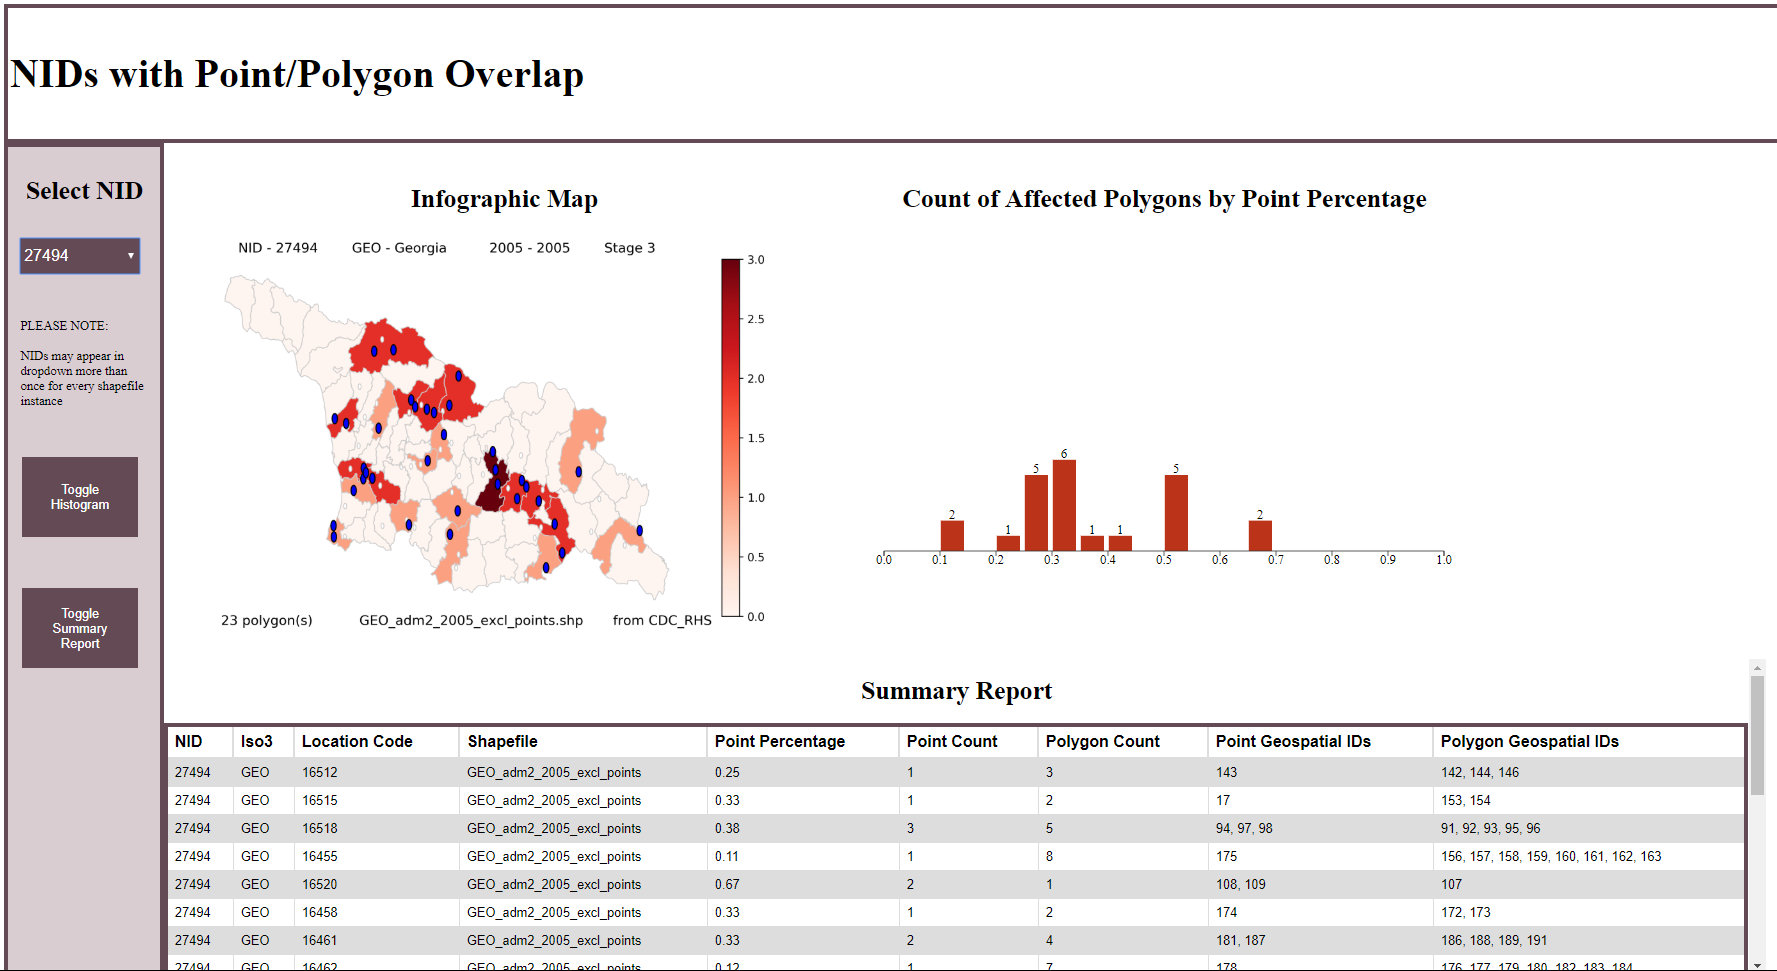 NIDs with Point/Polygon Overlap
Select NID
27494
PLEASE NOTE:
NIDs may appear in
dropdown more than
once for every shapefile
instance
Toggle
Histogram
Toggle
Summary
Report
Infographic Map
NID - 27494 GEO - Georgia 2005 - 2005 Stage 3
3.0
2.5
2.0
1.5
1.0
0.5
0.0
23 polygon(s) GEO_adm2_2005_excl_points.shp from CDC_RHS
Count of Affected Polygons by Point Percentage
2 1 5 6 1 1 5 2
0.0 0.1 0.2 0.3 0.4 0.5 0.6 0.7 0.8 0.9 1.0
Summary Report
NID Iso3 Location Code Shapefile Point Percentage Point Count Polygon Count Point Geospatial IDs Polygon Geospatial IDs
27494 GEO 16512 GEO_adm2_2005_excl_points 0.25 1 3 143 142, 144, 146
27494 GEO 16515 GEO_adm2_2005_excl_points 0.33 1 2 17 153, 154
27494 GEO 16518 GEO_adm2_2005_excl_points 0.38 3 5 94, 97, 98 91, 92, 93, 95, 96
27494 GEO 16455 GEO_adm2_2005_excl_points 0.11 1 8 175 156, 157, 158, 159, 160, 161, 162, 163
27494 GEO 16520 GEO_adm2_2005_excl_points 0.67 2 1 108, 109 107
27494 GEO 16458 GEO_adm2_2005_excl_points 0.33 1 2 174 172, 173
27494 GEO 16461 GEO_adm2_2005_excl_points 0.33 2 4 181, 187 186, 188, 189, 191
27494 GEO 16462 GEO_adm2_2005_excl_points 0.12 1 7 178 176, 177, 179, 180, 182, 183, 184